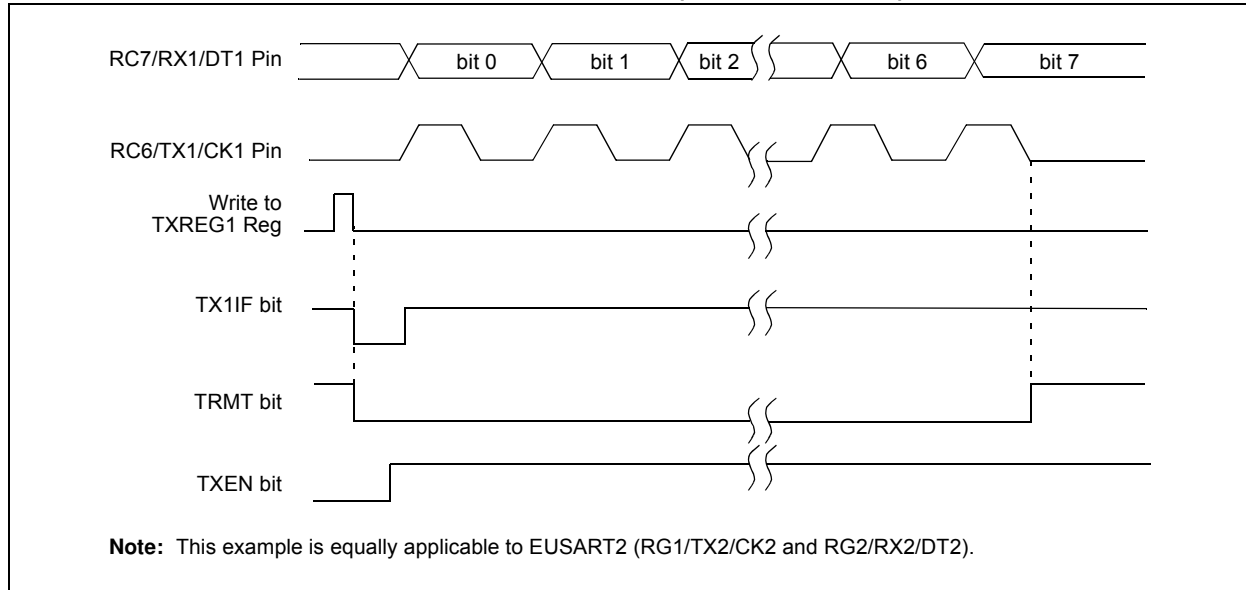 RC7/RX1/DT1 Pin
bit 0 bit 1 bit 2 bit 6 bit 7
RC6/TX1/CK1 Pin
Write to
TXREG1 Reg
TX1IF bit
TRMT bit
TXEN bit
Note: This example is equally applicable to EUSART2 (RG1/TX2/CK2 and RG2/RX2/DT2).